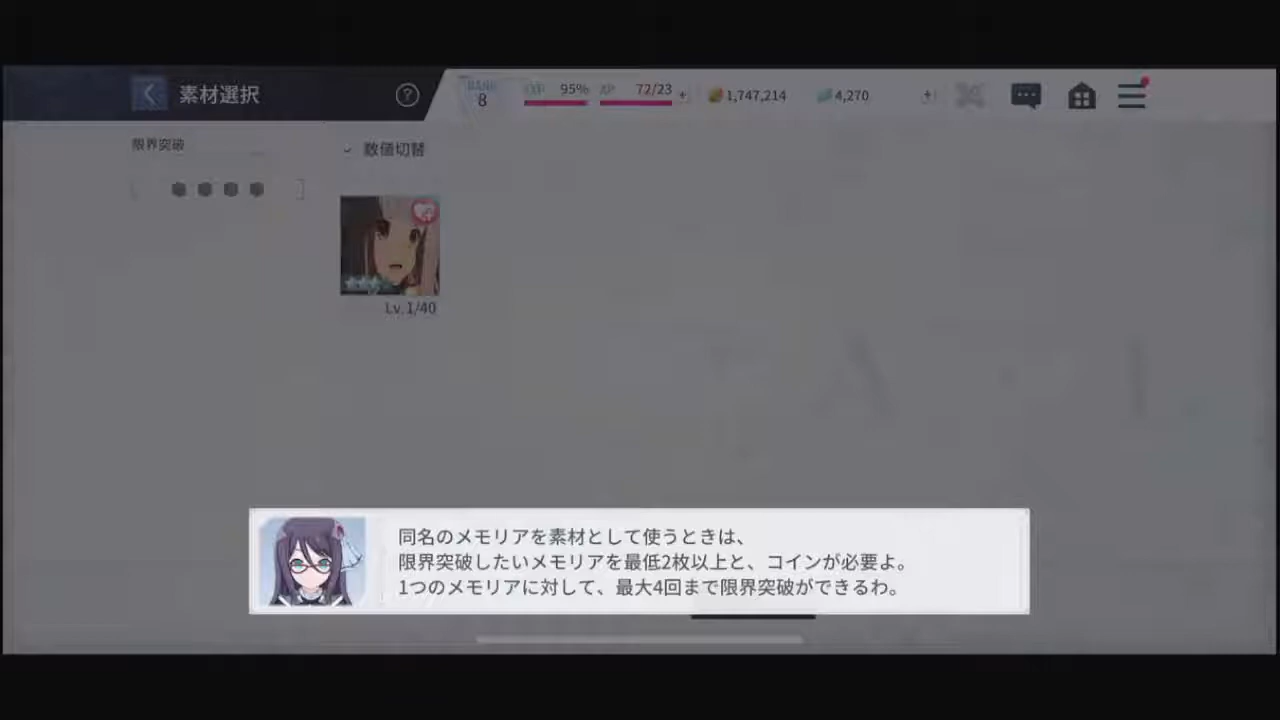 素材選択
?
RANK
8
EXP 95%
AP 72/23
1,747,214
4,270
限界突破
数値切替
Lv.1/40
同名のメモリアを素材として使うときは、
限界突破したいメモリアを最低2枚以上と、コインが必要よ。
1つのメモリアに対して、最大4回まで限界突破ができるわ。